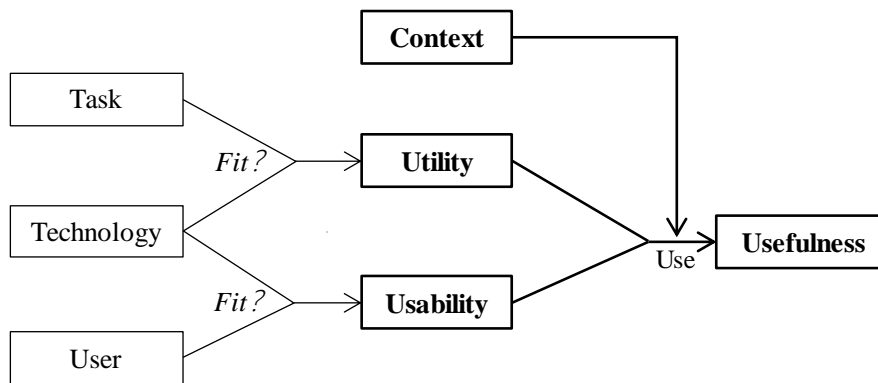 Context
Task
Fit?
Utility
Technology
Use
Usefulness
Fit?
Usability
User